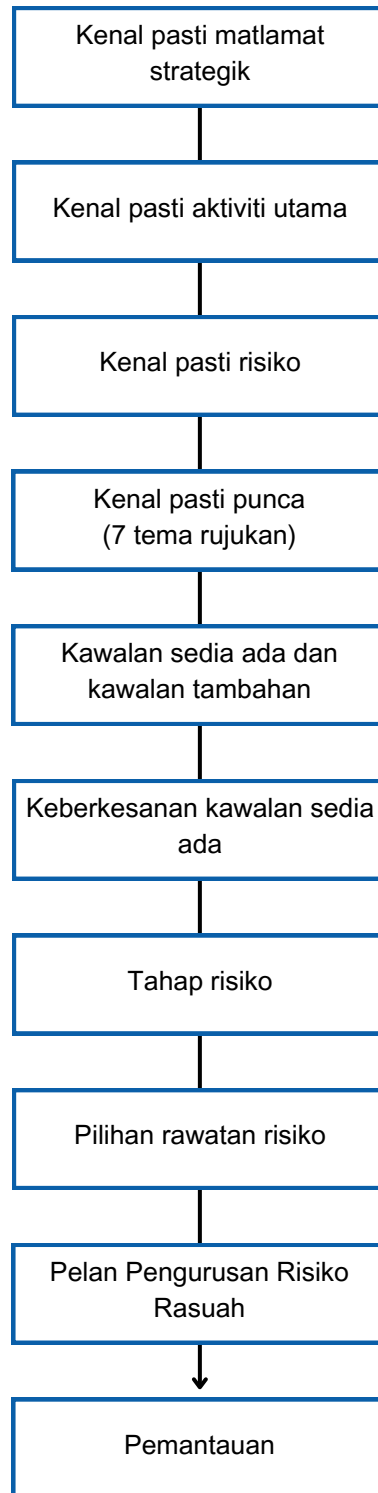 Kenal pasti matlamat
strategik
Kenal pasti aktiviti utama
Kenal pasti risiko
Kenal pasti punca
(7 tema rujukan)
Kawalan sedia ada dan
kawalan tambahan
Keberkesanan kawalan sedia
ada
Tahap risiko
Pilihan rawatan risiko
Pelan Pengurusan Risiko
Rasuah
Pemantauan